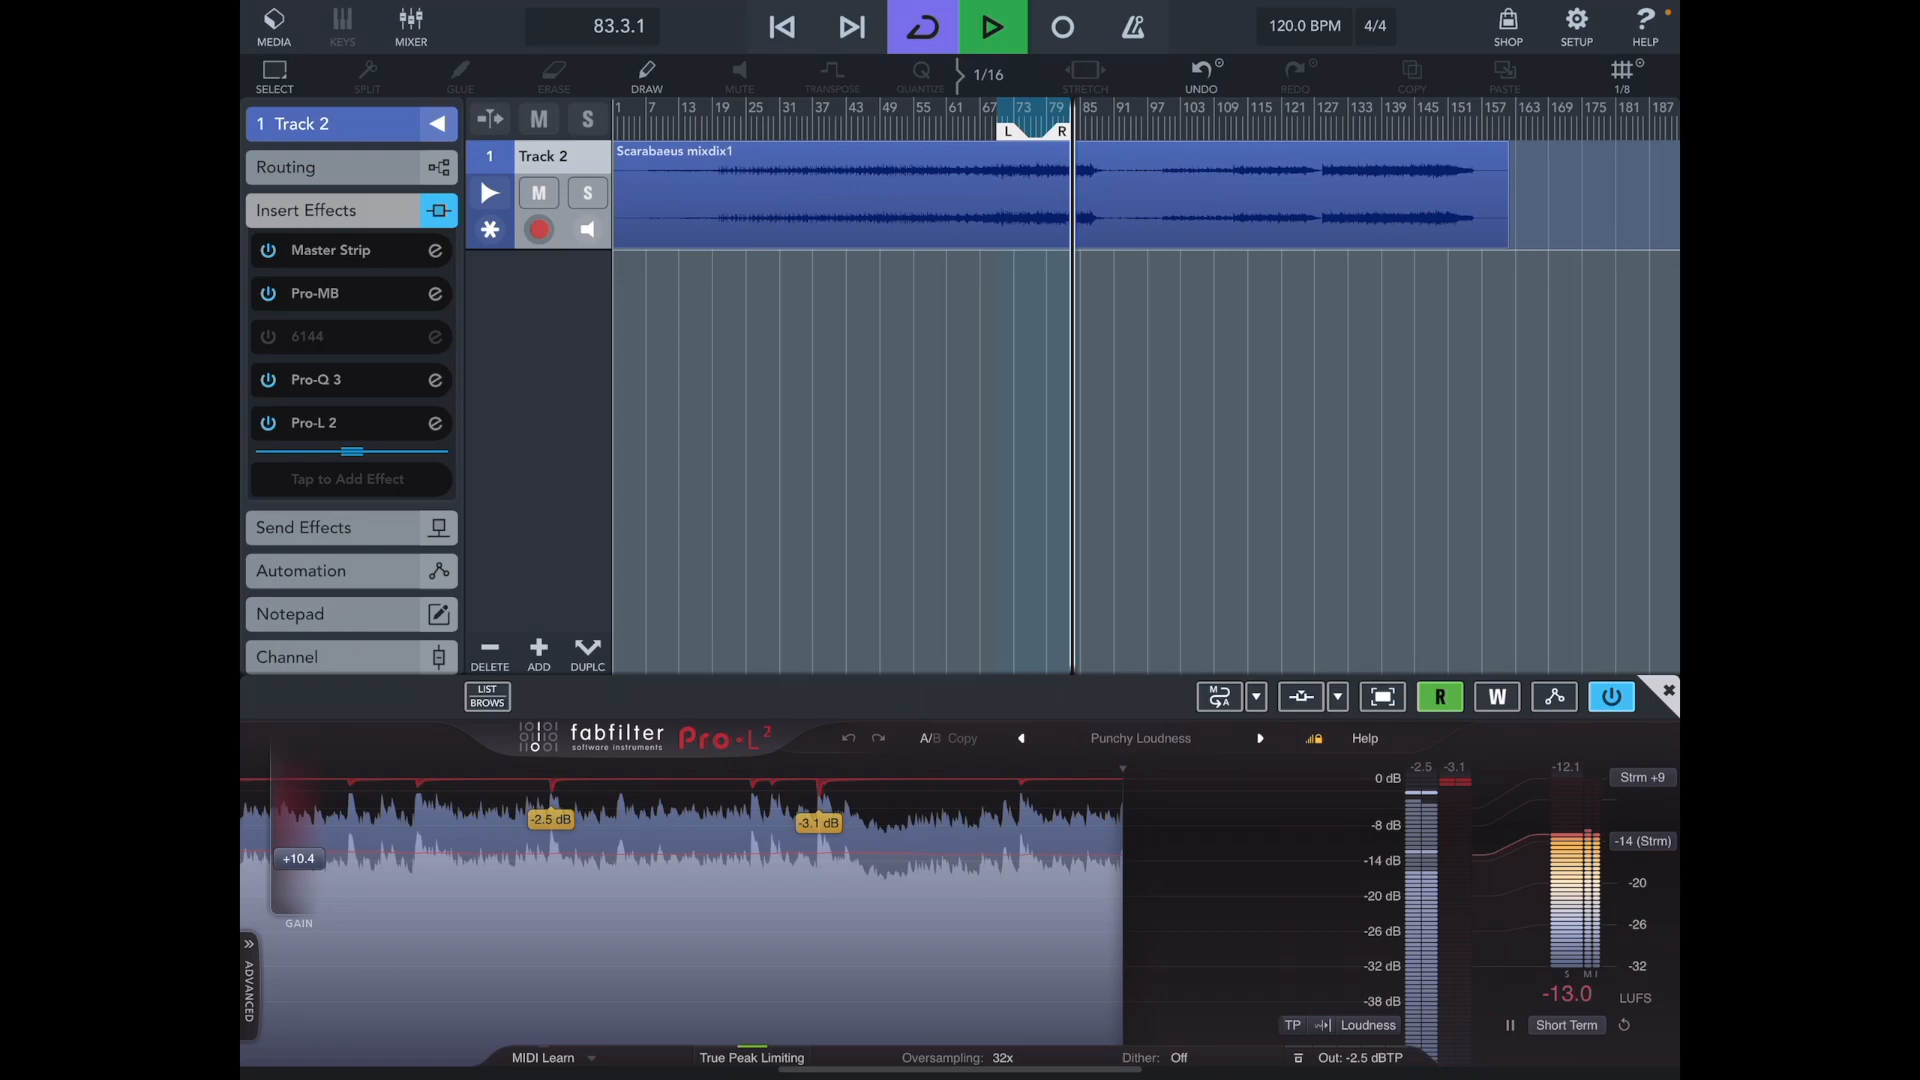 MEDIA
KEYS
MIXER
83.3.1
120.0 BPM
4/4
SHOP
SETUP
HELP
SELECT
SPLIT
GLUE
ERASE
DRAW
MUTE
TRANSPOSE
QUANTIZE
1/16
STRETCH
UNDO
REDO
COPY
PASTE
1/8
1 Track 2
M S
1 7 13 19 25 31 37 43 49 55 61 67 73 79 85 91 97 103 109 115 121 127 133 139 145 151 157 163 169 175 181 187
L R
Routing
1 Track 2
Scarabaeus mixdix1
M S
Insert Effects
Master Strip
Pro-MB
6144
Pro-Q 3
Pro-L 2
Tap to Add Effect
Send Effects
Automation
Notepad
Channel
DELETE
ADD
DUPLC
LIST
BROWS
M
A
R
W
fabfilter
software instruments
Pro·L²
A/B Copy
Punchy Loudness
Help
-2.5 -3.1
-12.1
Strm +9
0 dB
-8 dB
-14 dB
-20 dB
-26 dB
-32 dB
-38 dB
-2.5 dB
-3.1 dB
+10.4
GAIN
ADVANCED
-14 (Strm)
-20
-26
-32
S M I
-13.0 LUFS
TP
Loudness
Short Term
MIDI Learn
True Peak Limiting
Oversampling: 32x
Dither: Off
Out: -2.5 dBTP